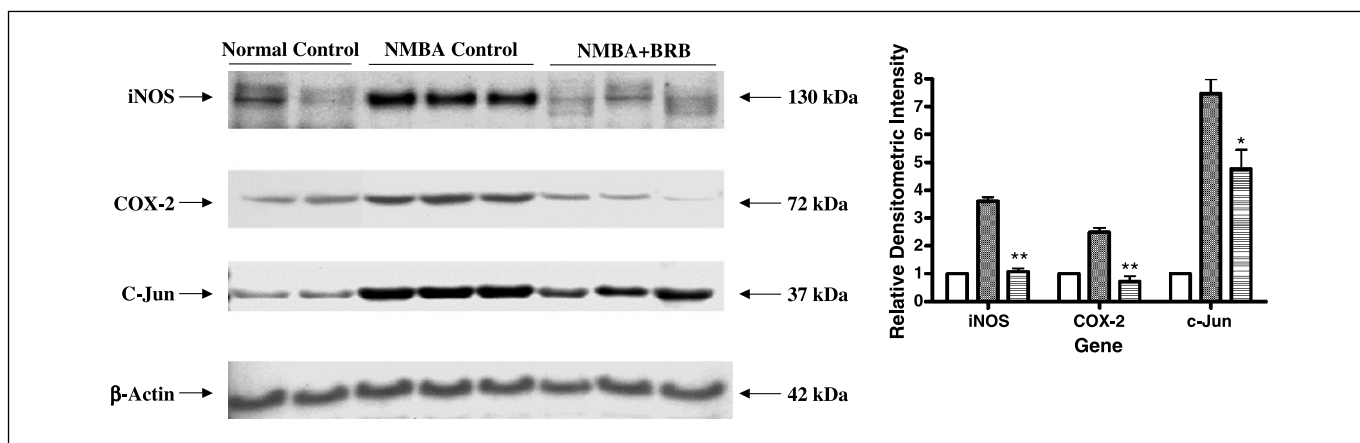 Normal Control NMBA Control NMBA+BRB
iNOS 130 kDa
COX-2 72 kDa
C-Jun 37 kDa
β-Actin 42 kDa
Relative Densitometric Intensity
8
7
6
5
4
3
2
1
0
**
**
*
iNOS COX-2 c-Jun
Gene